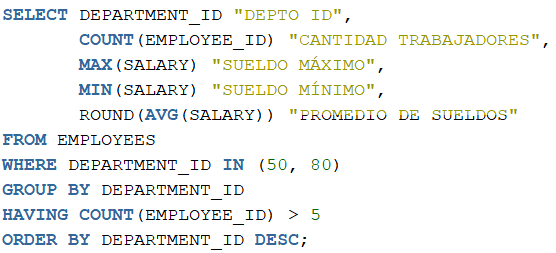 SELECT DEPARTMENT_ID "DEPTO ID",
COUNT(EMPLOYEE_ID) "CANTIDAD TRABAJADORES",
MAX(SALARY) "SUELDO MÁXIMO",
MIN(SALARY) "SUELDO MÍNIMO",
ROUND(AVG(SALARY)) "PROMEDIO DE SUELDOS"
FROM EMPLOYEES
WHERE DEPARTMENT_ID IN (50, 80)
GROUP BY DEPARTMENT_ID
HAVING COUNT(EMPLOYEE_ID) > 5
ORDER BY DEPARTMENT_ID DESC;